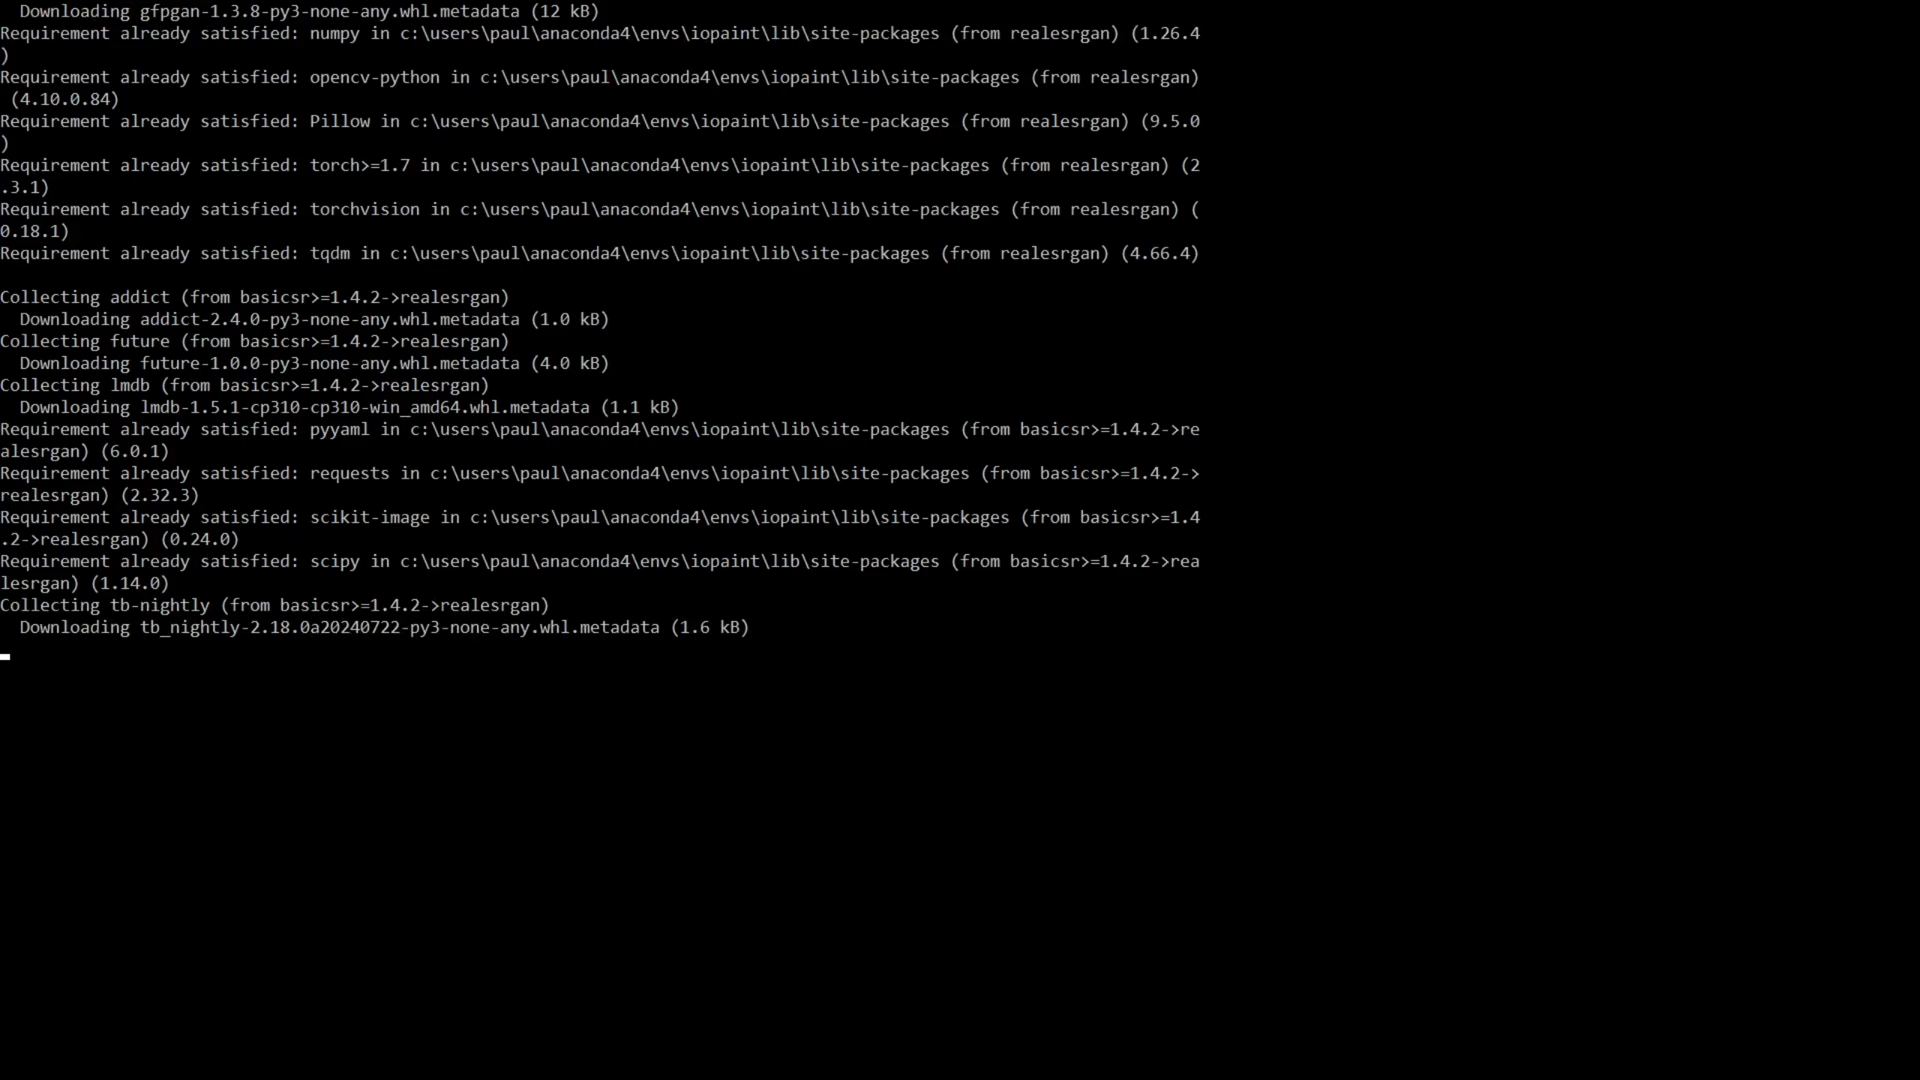 Downloading gfpgan-1.3.8-py3-none-any.whl.metadata (12 kB)
Requirement already satisfied: numpy in c:\users\paul\anaconda4\envs\iopaint\lib\site-packages (from realesrgan) (1.26.4
)
Requirement already satisfied: opencv-python in c:\users\paul\anaconda4\envs\iopaint\lib\site-packages (from realesrgan)
(4.10.0.84)
Requirement already satisfied: Pillow in c:\users\paul\anaconda4\envs\iopaint\lib\site-packages (from realesrgan) (9.5.0
)
Requirement already satisfied: torch>=1.7 in c:\users\paul\anaconda4\envs\iopaint\lib\site-packages (from realesrgan) (2
.3.1)
Requirement already satisfied: torchvision in c:\users\paul\anaconda4\envs\iopaint\lib\site-packages (from realesrgan) (
0.18.1)
Requirement already satisfied: tqdm in c:\users\paul\anaconda4\envs\iopaint\lib\site-packages (from realesrgan) (4.66.4)
Collecting addict (from basicsr>=1.4.2->realesrgan)
Downloading addict-2.4.0-py3-none-any.whl.metadata (1.0 kB)
Collecting future (from basicsr>=1.4.2->realesrgan)
Downloading future-1.0.0-py3-none-any.whl.metadata (4.0 kB)
Collecting lmdb (from basicsr>=1.4.2->realesrgan)
Downloading lmdb-1.5.1-cp310-cp310-win_amd64.whl.metadata (1.1 kB)
Requirement already satisfied: pyyaml in c:\users\paul\anaconda4\envs\iopaint\lib\site-packages (from basicsr>=1.4.2->re
alesrgan) (6.0.1)
Requirement already satisfied: requests in c:\users\paul\anaconda4\envs\iopaint\lib\site-packages (from basicsr>=1.4.2->
realesrgan) (2.32.3)
Requirement already satisfied: scikit-image in c:\users\paul\anaconda4\envs\iopaint\lib\site-packages (from basicsr>=1.4
.2->realesrgan) (0.24.0)
Requirement already satisfied: scipy in c:\users\paul\anaconda4\envs\iopaint\lib\site-packages (from basicsr>=1.4.2->rea
lesrgan) (1.14.0)
Collecting tb-nightly (from basicsr>=1.4.2->realesrgan)
Downloading tb_nightly-2.18.0a20240722-py3-none-any.whl.metadata (1.6 kB)